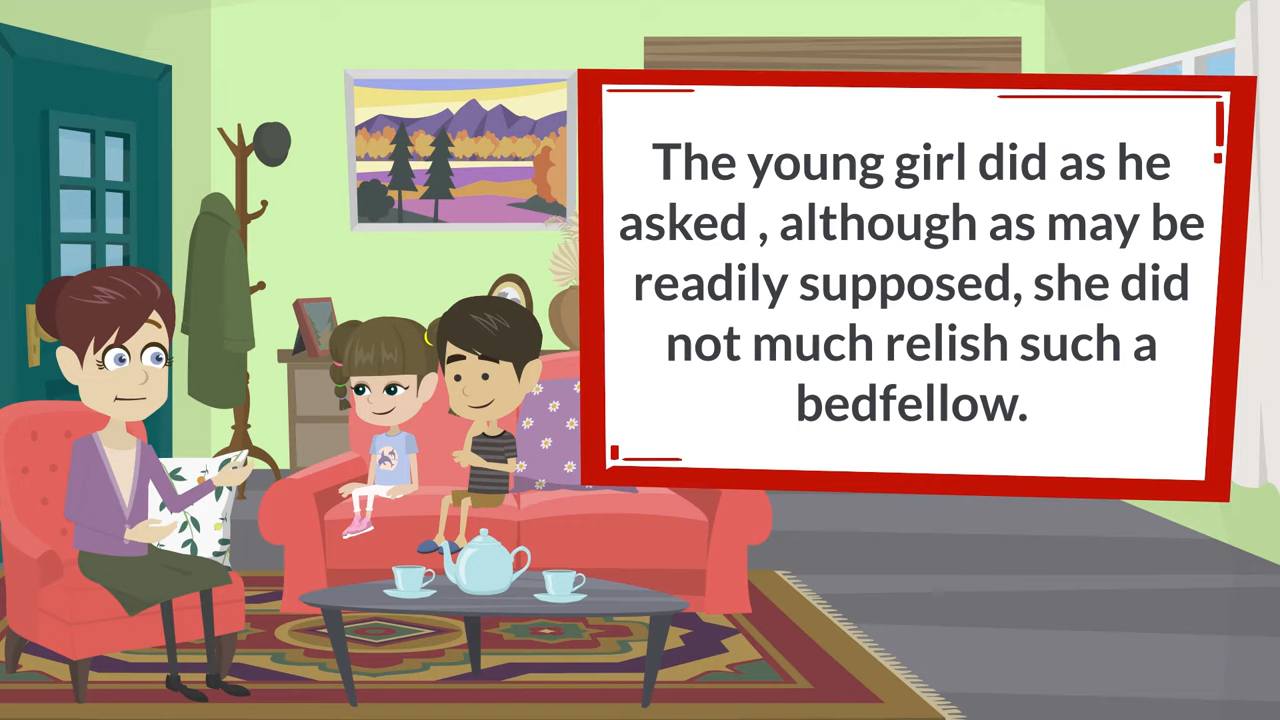 The young girl did as he
asked , although as may be
readily supposed, she did
not much relish such a
bedfellow.